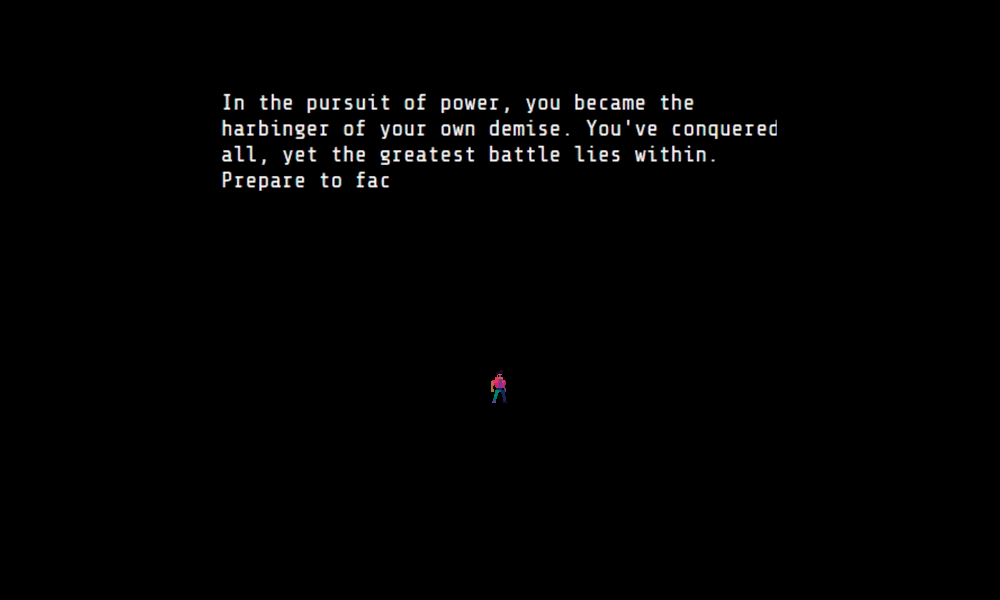 In the pursuit of power, you became the
harbinger of your own demise. You've conquered
all, yet the greatest battle lies within.
Prepare to fac